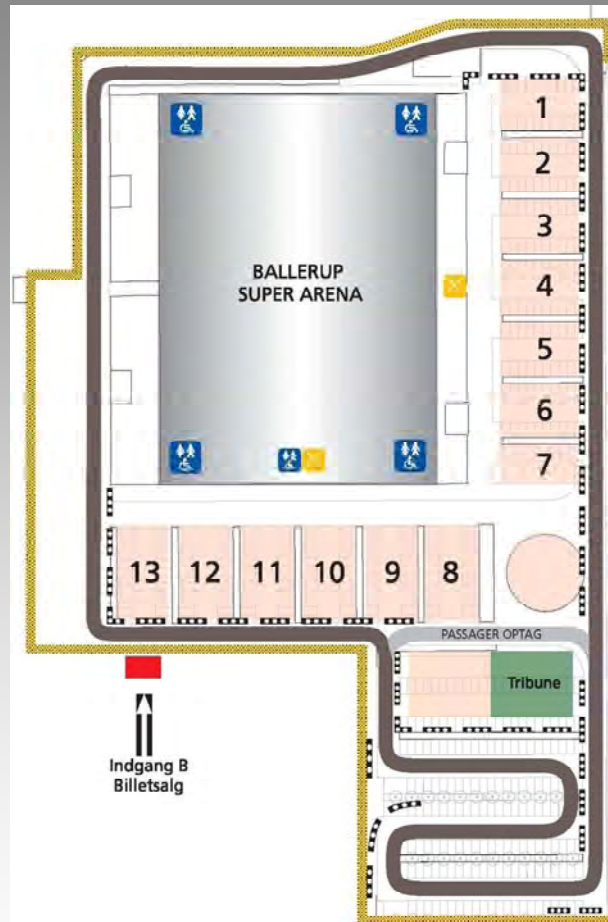 1
2
3
BALLERUP
SUPER ARENA
4
5
6
7
13 12 11 10 9 8
PASSAGER OPTAG
Tribune
Indgang B
Billetsalg